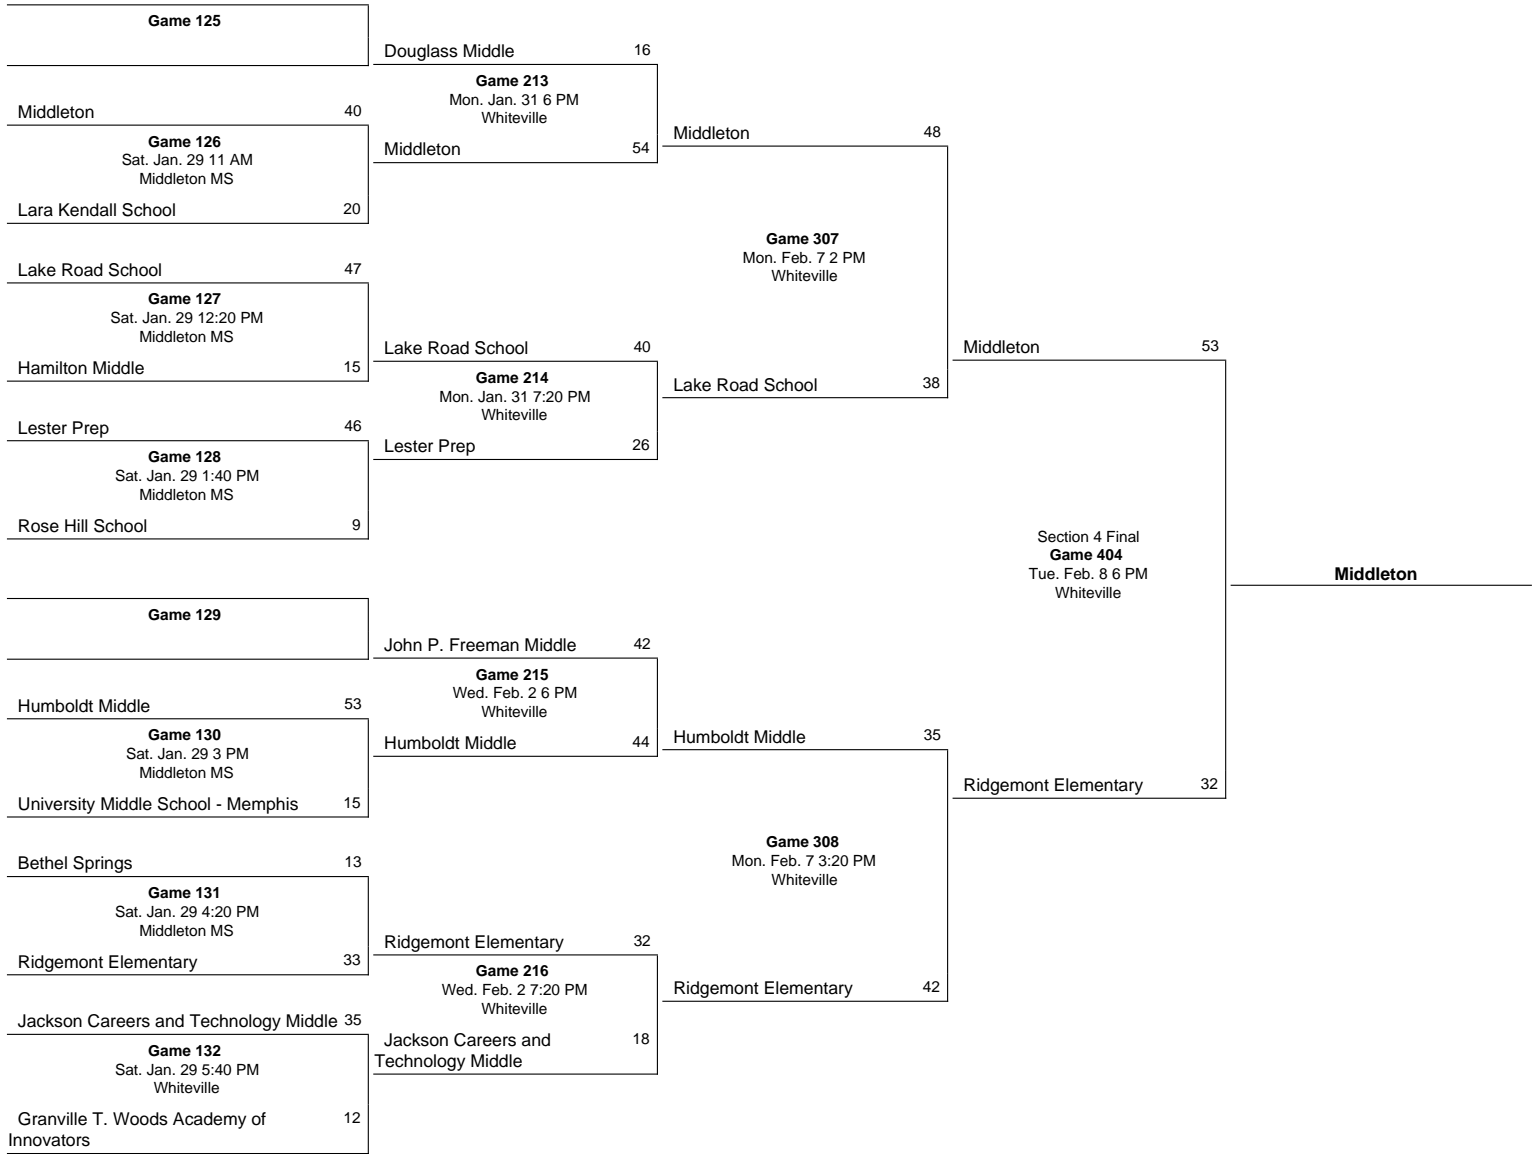 Game 125
Middleton 40
Game 126
Sat. Jan. 29 11 AM
Middleton MS
Lara Kendall School 20
Lake Road School 47
Game 127
Sat. Jan. 29 12:20 PM
Middleton MS
Hamilton Middle 15
Lester Prep 46
Game 128
Sat. Jan. 29 1:40 PM
Middleton MS
Rose Hill School 9
Game 129
Humboldt Middle 53
Game 130
Sat. Jan. 29 3 PM
Middleton MS
University Middle School - Memphis 15
Bethel Springs 13
Game 131
Sat. Jan. 29 4:20 PM
Middleton MS
Ridgemont Elementary 33
Jackson Careers and Technology Middle 35
Game 132
Sat. Jan. 29 5:40 PM
Whiteville
Granville T. Woods Academy of 12
Innovators
Douglass Middle 16
Game 213
Mon. Jan. 31 6 PM
Whiteville
Middleton 54
Lake Road School 40
Game 214
Mon. Jan. 31 7:20 PM
Whiteville
Lester Prep 26
John P. Freeman Middle 42
Game 215
Wed. Feb. 2 6 PM
Whiteville
Humboldt Middle 44
Ridgemont Elementary 32
Game 216
Wed. Feb. 2 7:20 PM
Whiteville
Jackson Careers and 18
Technology Middle
Middleton 48
Game 307
Mon. Feb. 7 2 PM
Whiteville
Lake Road School 38
Humboldt Middle 35
Game 308
Mon. Feb. 7 3:20 PM
Whiteville
Ridgemont Elementary 42
Middleton 53
Section 4 Final
Game 404
Tue. Feb. 8 6 PM
Whiteville
Ridgemont Elementary 32
Middleton